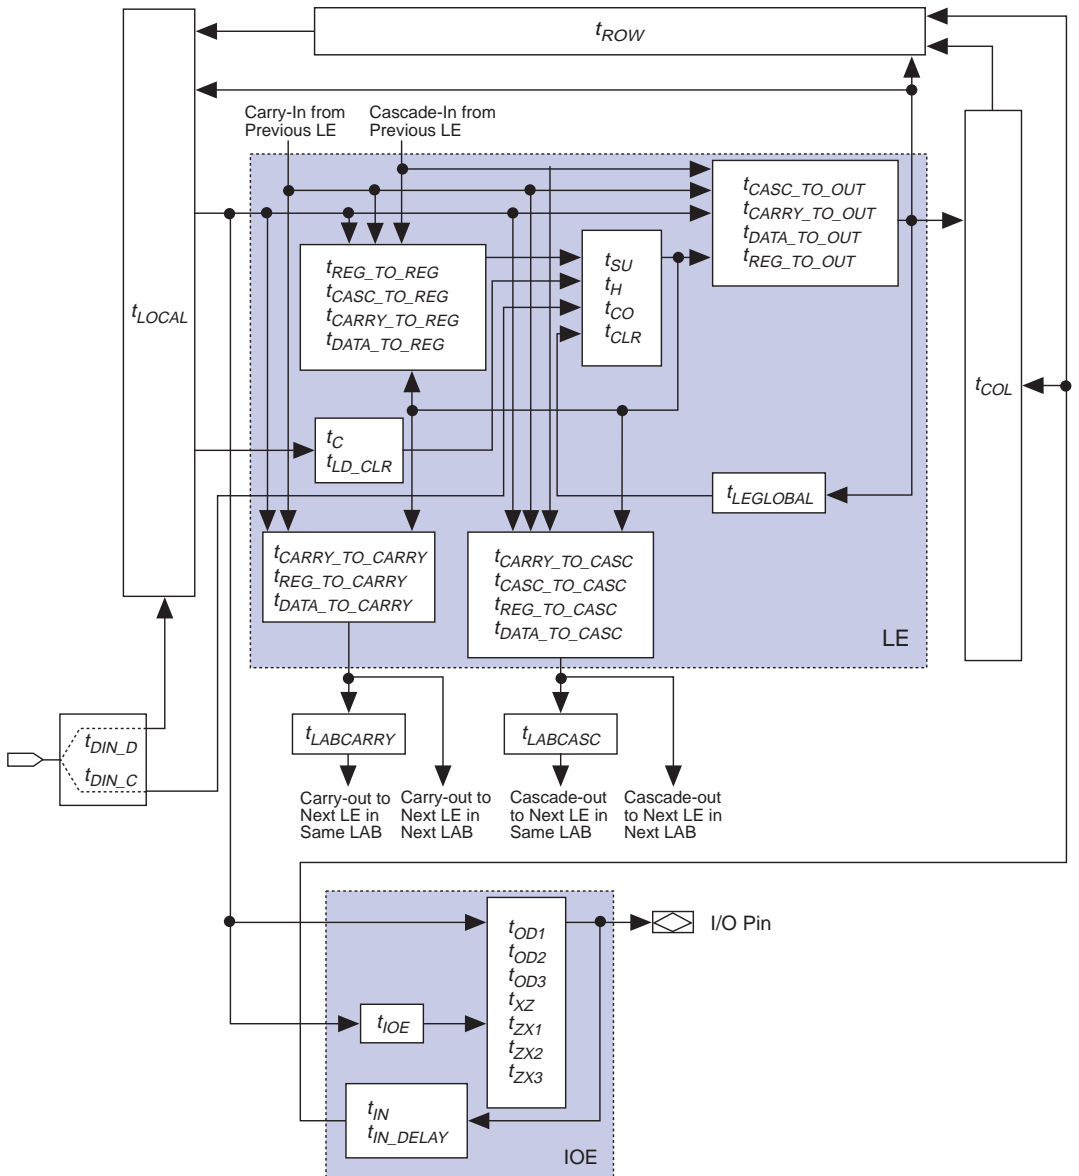 tROW
Carry-In from
Previous LE
Cascade-In from
Previous LE
tCASC_TO_OUT
tCARRY_TO_OUT
tDATA_TO_OUT
tREG_TO_OUT
tREG_TO_REG
tCASC_TO_REG
tCARRY_TO_REG
tDATA_TO_REG
tSU
tH
tCO
tCLR
tLOCAL
tCOL
tC
tLD_CLR
tLEGLOBAL
tCARRY_TO_CARRY
tREG_TO_CARRY
tDATA_TO_CARRY
tCARRY_TO_CASC
tCASC_TO_CASC
tREG_TO_CASC
tDATA_TO_CASC
LE
tDIN_D
tDIN_C
tLABCARRY
tLABCASC
Carry-out to
Next LE in
Same LAB
Carry-out to
Next LE in
Next LAB
Cascade-out
to Next LE in
Same LAB
Cascade-out
to Next LE in
Next LAB
tOD1
tOD2
tOD3
tXZ
tZX1
tZX2
tZX3
I/O Pin
tIOE
tIN
tIN_DELAY
IOE